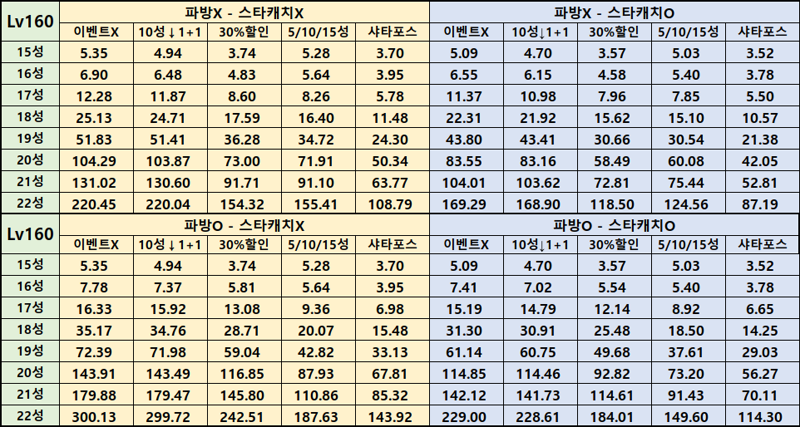 Lv160 파방X - 스타캐치X 파방X - 스타캐치O
이벤트X 10성↓1+1 30%할인 5/10/15성 샤타포스 이벤트X 10성↓1+1 30%할인 5/10/15성 샤타포스
15성 5.35 4.94 3.74 5.28 3.70 5.09 4.70 3.57 5.03 3.52
16성 6.90 6.48 4.83 5.64 3.95 6.55 6.15 4.58 5.40 3.78
17성 12.28 11.87 8.60 8.26 5.78 11.37 10.98 7.96 7.85 5.50
18성 25.13 24.71 17.59 16.40 11.48 22.31 21.92 15.62 15.10 10.57
19성 51.83 51.41 36.28 34.72 24.30 43.80 43.41 30.66 30.54 21.38
20성 104.29 103.87 73.00 71.91 50.34 83.55 83.16 58.49 60.08 42.05
21성 131.02 130.60 91.71 91.10 63.77 104.01 103.62 72.81 75.44 52.81
22성 220.45 220.04 154.32 155.41 108.79 169.29 168.90 118.50 124.56 87.19
Lv160 파방O - 스타캐치X 파방O - 스타캐치O
이벤트X 10성↓1+1 30%할인 5/10/15성 샤타포스 이벤트X 10성↓1+1 30%할인 5/10/15성 샤타포스
15성 5.35 4.94 3.74 5.28 3.70 5.09 4.70 3.57 5.03 3.52
16성 7.78 7.37 5.81 5.64 3.95 7.41 7.02 5.54 5.40 3.78
17성 16.33 15.92 13.08 9.36 6.98 15.19 14.79 12.14 8.92 6.65
18성 35.17 34.76 28.71 20.07 15.48 31.30 30.91 25.48 18.50 14.25
19성 72.39 71.98 59.04 42.82 33.13 61.14 60.75 49.68 37.61 29.03
20성 143.91 143.49 116.85 87.93 67.81 114.85 114.46 92.82 73.20 56.27
21성 179.88 179.47 145.80 110.86 85.32 142.12 141.73 114.61 91.43 70.11
22성 300.13 299.72 242.51 187.63 143.92 229.00 228.61 184.01 149.60 114.30